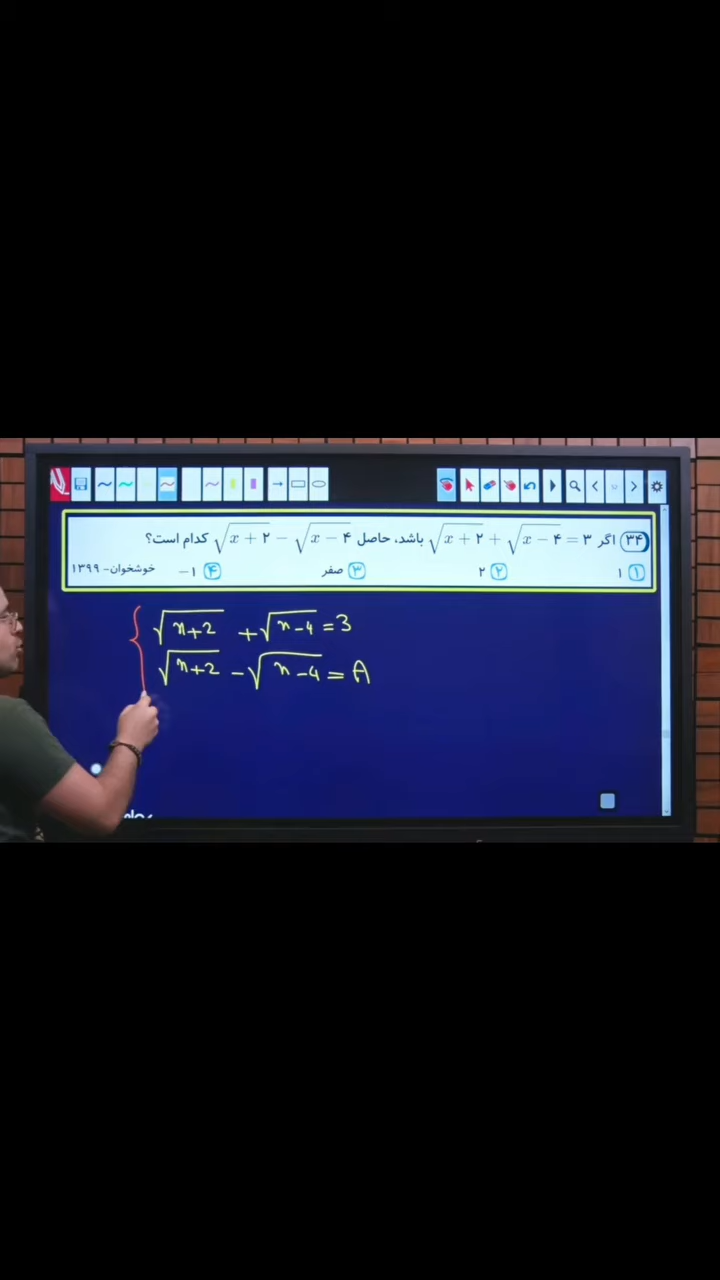 ۳۴ اگر √x+۲ + √x−۴ = ۳ باشد، حاصل √x+۲ − √x−۴ کدام است؟
۱ ۱ ۲ ۲ ۳ صفر ۴ ۱− خوشخوان- ۱۳۹۹
√x+2 + √x-4 = 3
√x+2 - √x-4 = A